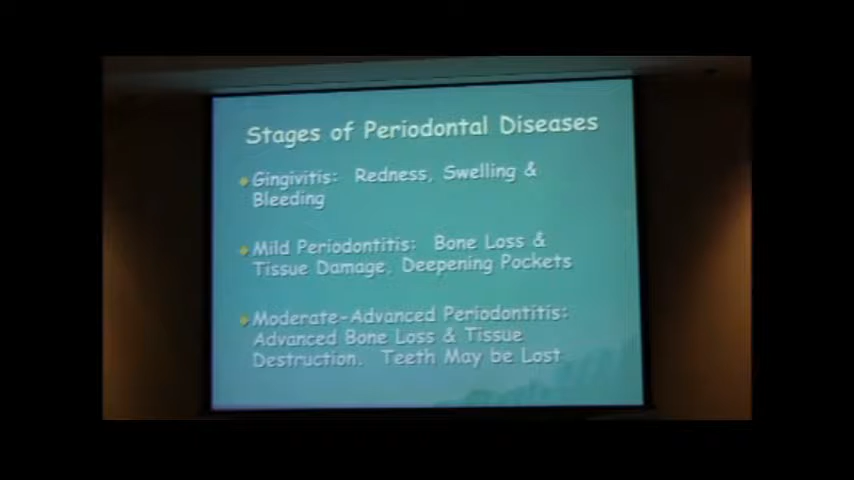 Stages of Periodontal Diseases
Gingivitis: Redness, Swelling &
Bleeding
Mild Periodontitis: Bone Loss &
Tissue Damage, Deepening Pockets
Moderate-Advanced Periodontitis:
Advanced Bone Loss & Tissue
Destruction. Teeth May be Lost